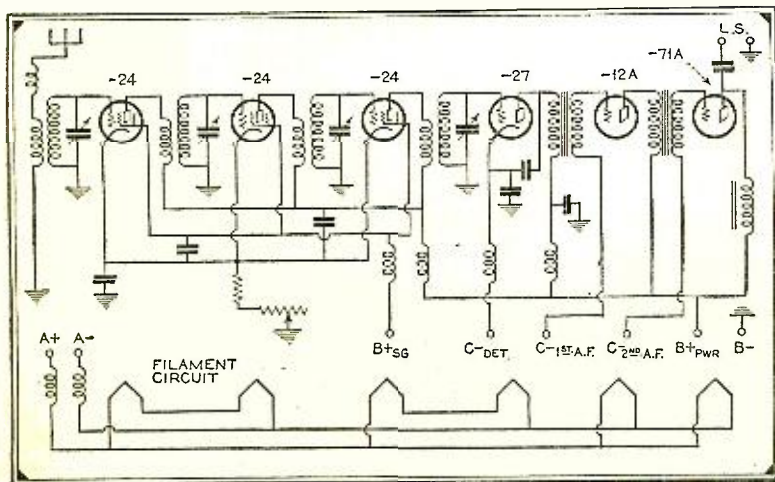 L.S.
-71A
-24
-24
-24
-27
-12A
A+
A-
B+SG
C-DET.
C-1ST.A.F.
C-2ND.A.F.
B+PWR
B-
FILAMENT
CIRCUIT